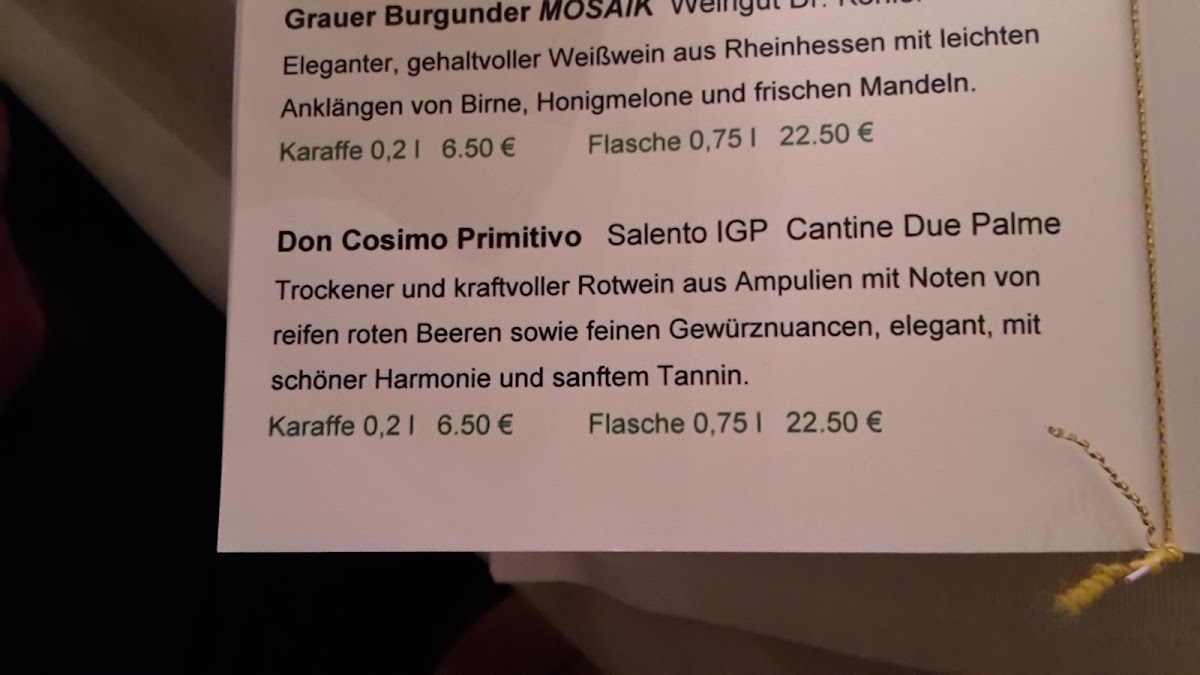 Grauer Burgunder MOSAIK Weingut Dr.
Eleganter, gehaltvoller Weißwein aus Rheinhessen mit leichten
Anklängen von Birne, Honigmelone und frischen Mandeln.
Karaffe 0,2 l 6.50 € Flasche 0,75 l 22.50 €
Don Cosimo Primitivo Salento IGP Cantine Due Palme
Trockener und kraftvoller Rotwein aus Ampulien mit Noten von
reifen roten Beeren sowie feinen Gewürznuancen, elegant, mit
schöner Harmonie und sanftem Tannin.
Karaffe 0,2 l 6.50 € Flasche 0,75 l 22.50 €